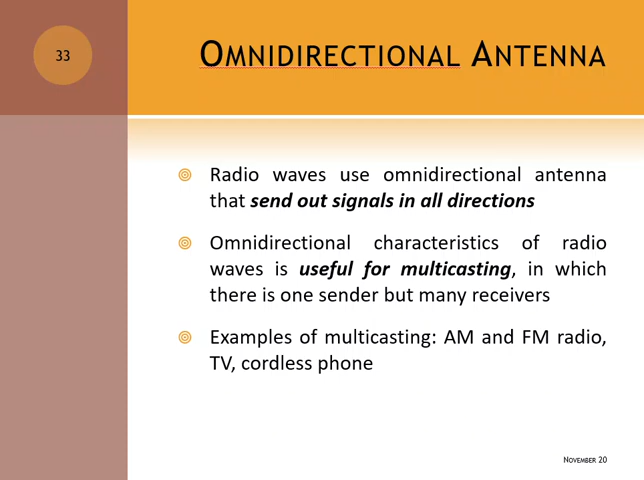 33
Omnidirectional Antenna
Radio waves use omnidirectional antenna
that send out signals in all directions
Omnidirectional characteristics of radio
waves is useful for multicasting, in which
there is one sender but many receivers
Examples of multicasting: AM and FM radio,
TV, cordless phone
November 20